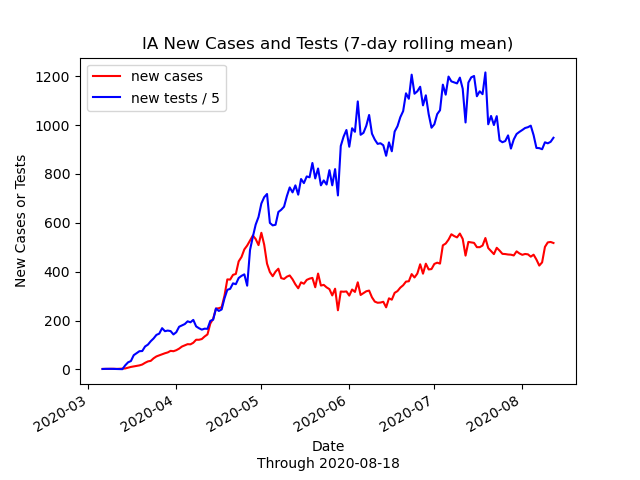 IA New Cases and Tests (7-day rolling mean)
new cases
new tests / 5
1200
1000
800
600
400
200
0
New Cases or Tests
2020-03
2020-04
2020-05
2020-06
2020-07
2020-08
Date
Through 2020-08-18